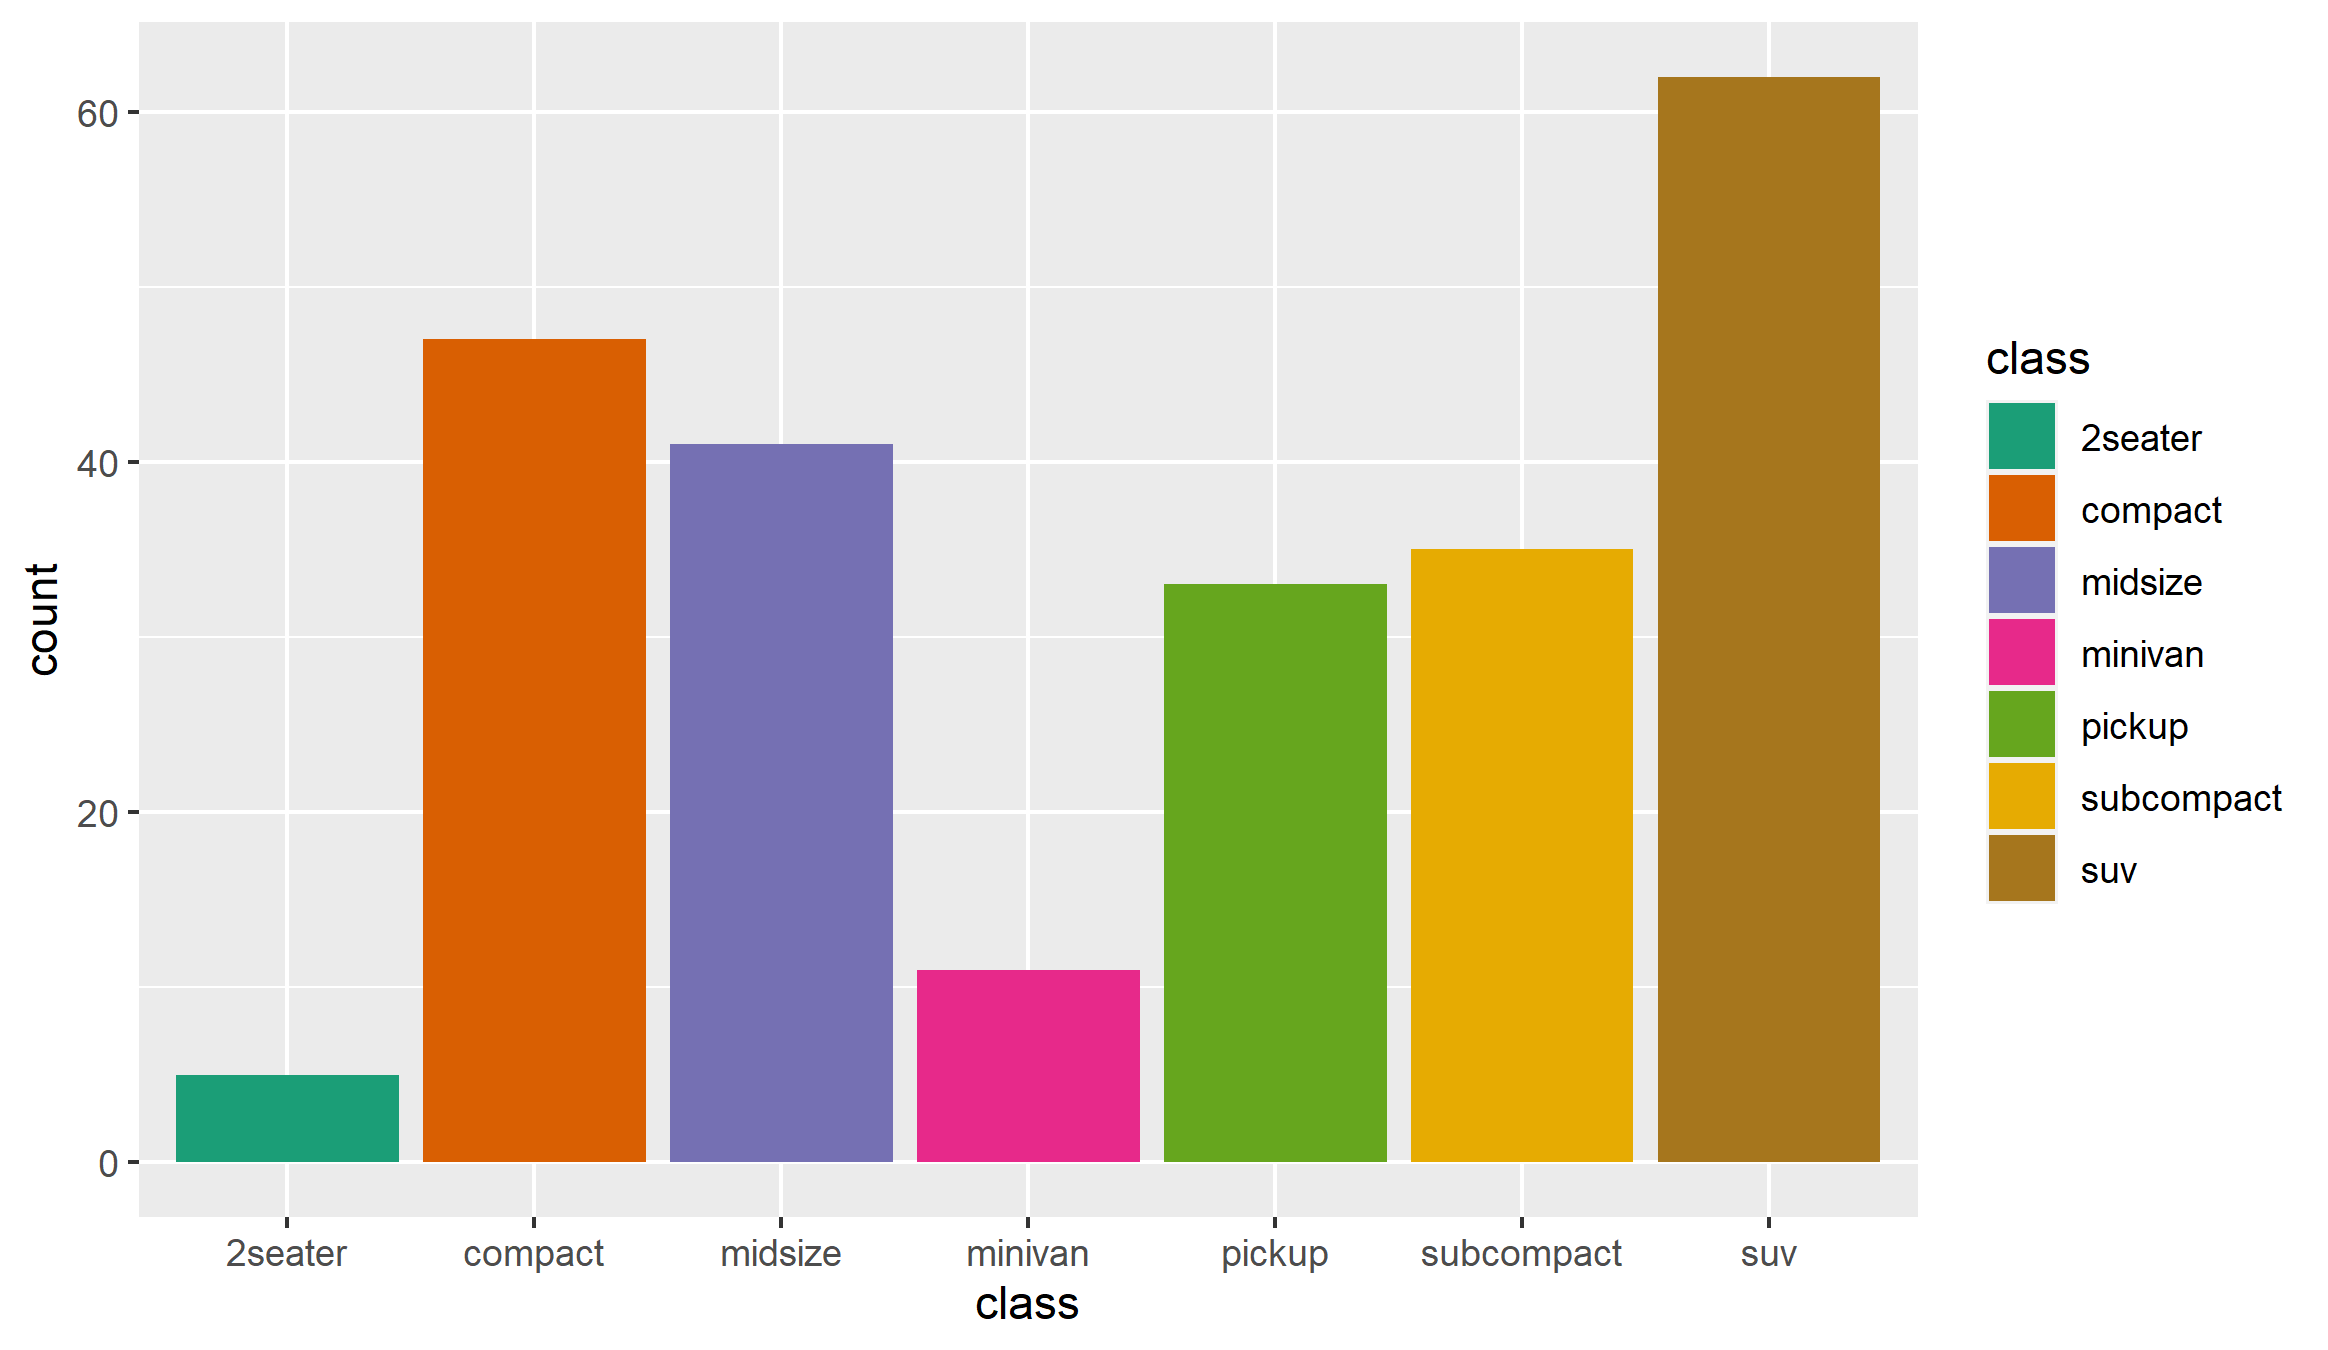 60
40
20
0
count
2seater compact midsize minivan pickup subcompact suv
class
class
2seater
compact
midsize
minivan
pickup
subcompact
suv